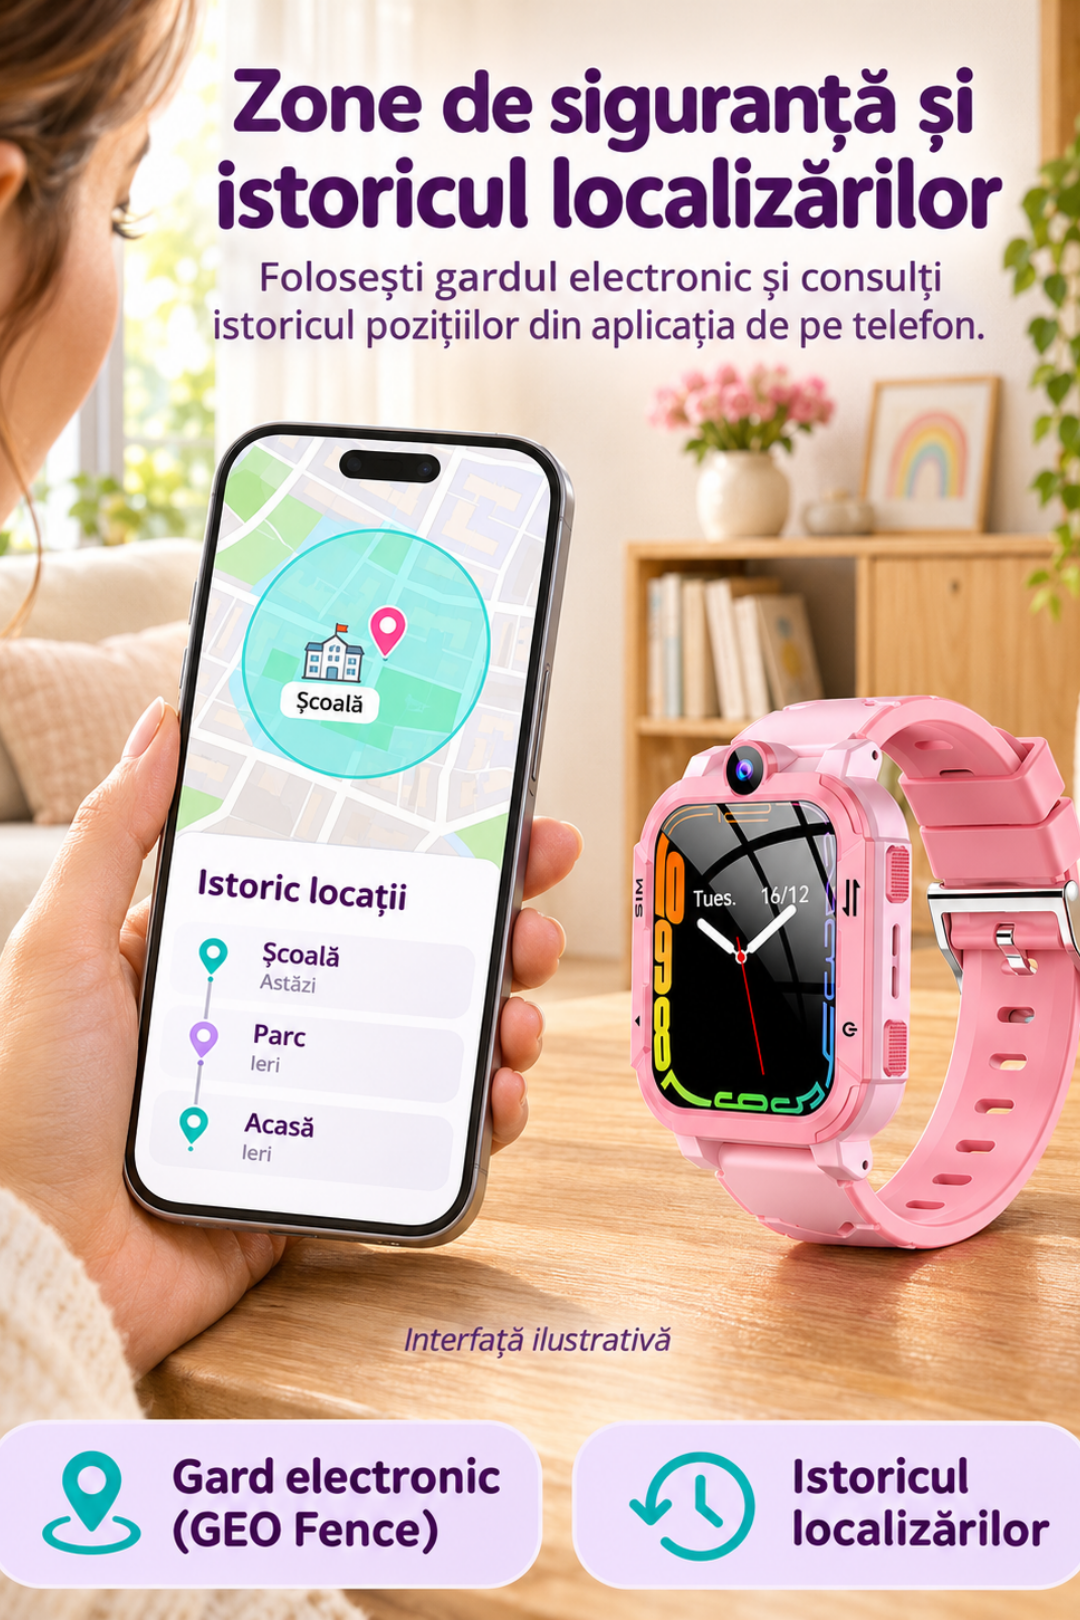 Zone de siguranță și
istoricul localizărilor
Folosești gardul electronic și consulți
istoricul pozițiilor din aplicația de pe telefon.
Școală
Istoric locații
Școală
Astăzi
Parc
Ieri
Acasă
Ieri
SIM
Tues. 16/12
Interfață ilustrativă
Gard electronic
(GEO Fence)
Istoricul
localizărilor